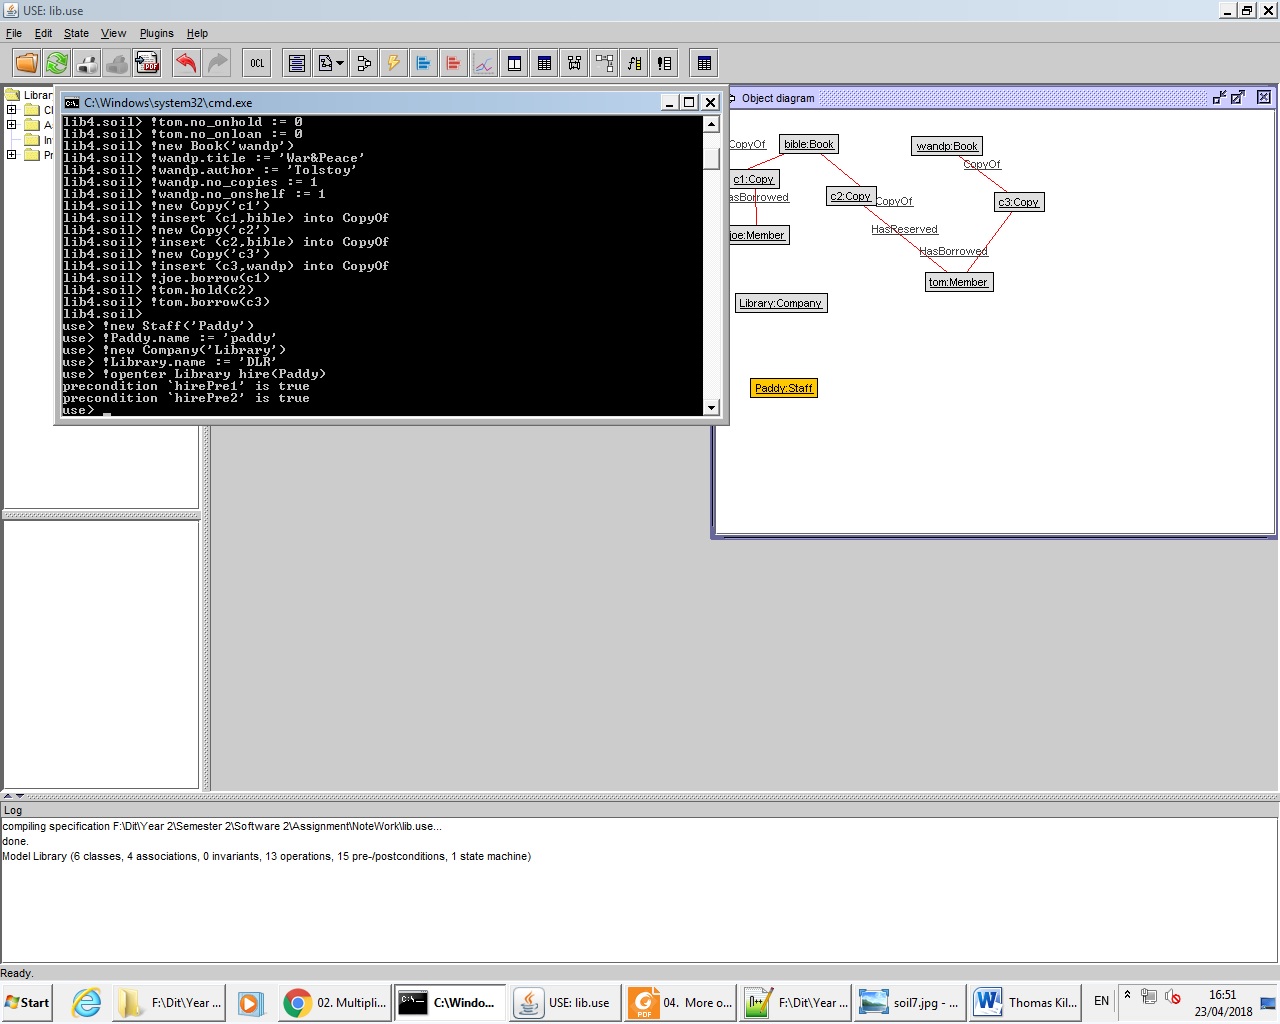 USE: lib.use
File Edit State View Plugins Help
OCL
PDF
Librar
Cl
A
In
Pr
C:\Windows\system32\cmd.exe
lib4.soil> !tom.no_onhold := 0
lib4.soil> !tom.no_onloan := 0
lib4.soil> !new Book('wandp')
lib4.soil> !wandp.title := 'War&Peace'
lib4.soil> !wandp.author := 'Tolstoy'
lib4.soil> !wandp.no_copies := 1
lib4.soil> !wandp.no_onshelf := 1
lib4.soil> !new Copy('c1')
lib4.soil> !insert (c1,bible) into CopyOf
lib4.soil> !new Copy('c2')
lib4.soil> !insert (c2,bible) into CopyOf
lib4.soil> !new Copy('c3')
lib4.soil> !insert (c3,wandp) into CopyOf
lib4.soil> !joe.borrow(c1)
lib4.soil> !tom.hold(c2)
lib4.soil> !tom.borrow(c3)
lib4.soil>
use> !new Staff('Paddy')
use> !Paddy.name := 'paddy'
use> !new Company('Library')
use> !Library.name := 'DLR'
use> !openter Library hire(Paddy)
precondition `hirePre1' is true
precondition `hirePre2' is true
use> _
Object diagram
CopyOf bible:Book wandp:Book
CopyOf
c1:Copy
asBorrowed c2:Copy CopyOf c3:Copy
joe:Member HasReserved
HasBorrowed
tom:Member
Library:Company
Paddy:Staff
Log
compiling specification F:\Dit\Year 2\Semester 2\Software 2\Assignment\NoteWork\lib.use...
done.
Model Library (6 classes, 4 associations, 0 invariants, 13 operations, 15 pre-/postconditions, 1 state machine)
Ready.
Start F:\Dit\Year ... 02. Multipli... C:\Windo... USE: lib.use 04. More o... F:\Dit\Year ... soil7.jpg - ... Thomas Kil... EN 16:51
23/04/2018